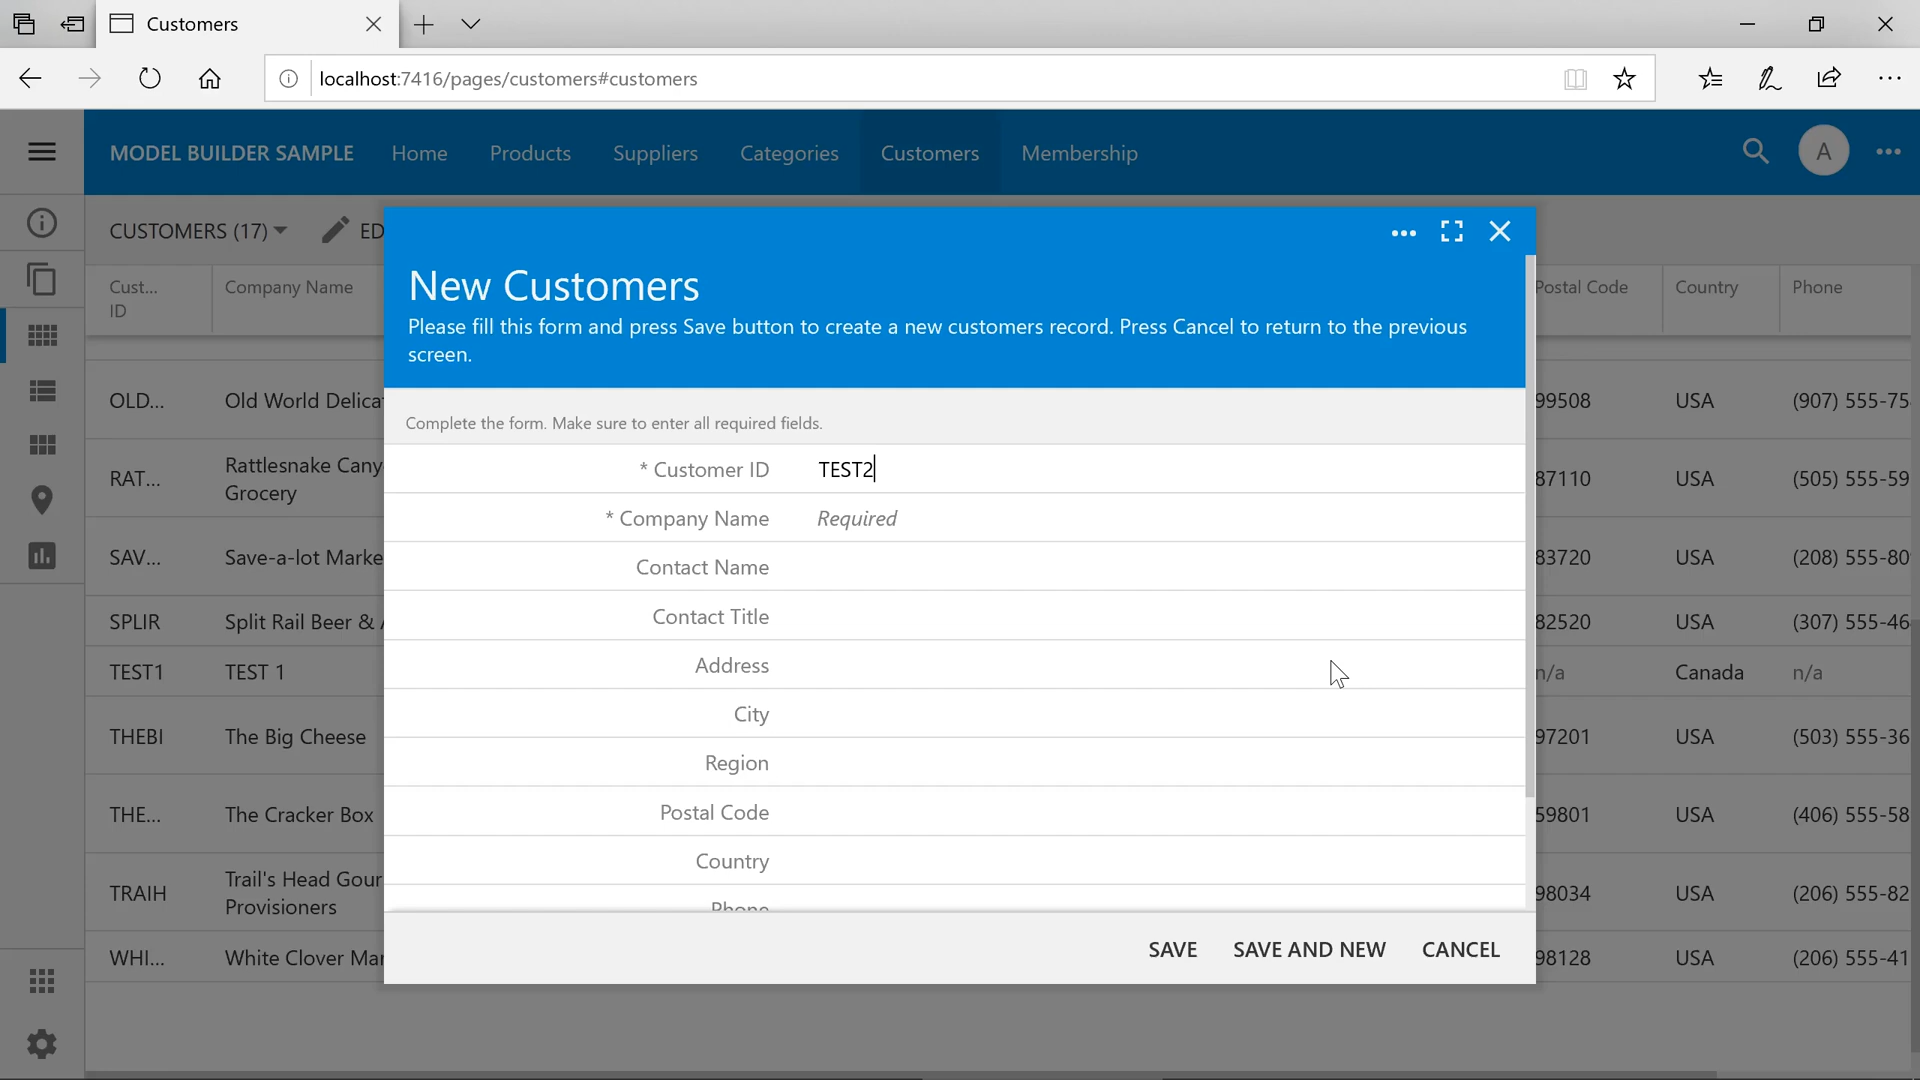 Customers
localhost:7416/pages/customers#customers
MODEL BUILDER SAMPLE Home Products Suppliers Categories Customers Membership A
CUSTOMERS (17) ED
Cust... Company Name Postal Code Country Phone
ID
New Customers
Please fill this form and press Save button to create a new customers record. Press Cancel to return to the previous
screen.
Complete the form. Make sure to enter all required fields.
* Customer ID TEST2
* Company Name Required
Contact Name
Contact Title
Address
City
Region
Postal Code
Country
Phone
SAVE SAVE AND NEW CANCEL
OLD... Old World Delica 99508 USA (907) 555-75
RAT... Rattlesnake Cany 87110 USA (505) 555-59
Grocery
SAV... Save-a-lot Marke 83720 USA (208) 555-80
SPLIR Split Rail Beer & 82520 USA (307) 555-46
TEST1 TEST 1 n/a Canada n/a
THEBI The Big Cheese 97201 USA (503) 555-36
THE... The Cracker Box 59801 USA (406) 555-58
TRAIH Trail's Head Gour 98034 USA (206) 555-82
Provisioners
WHI... White Clover Mar 98128 USA (206) 555-41